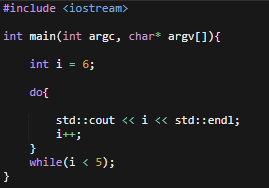 #include <iostream>
int main(int argc, char* argv[]){
int i = 6;
do{
std::cout << i << std::endl;
i++;
}
while(i < 5);
}